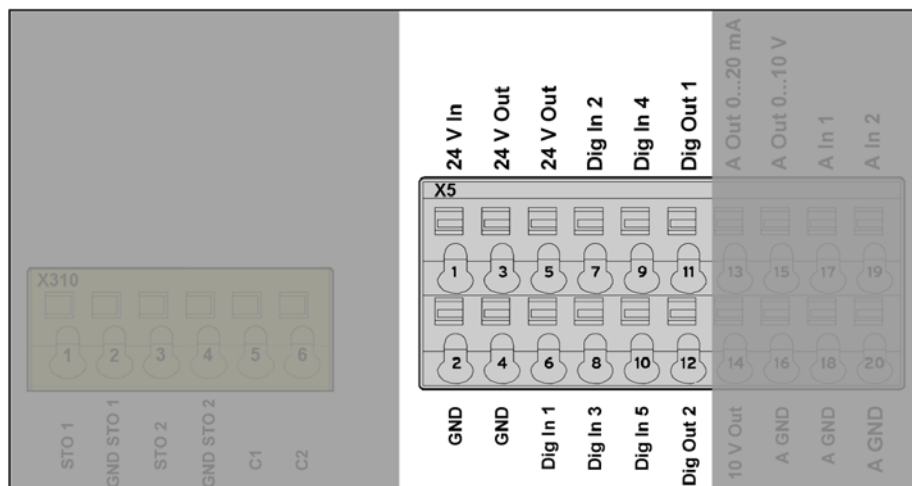 24 V In
24 V Out
24 V Out
Dig In 2
Dig In 4
Dig Out 1
A Out 0...20 mA
A Out 0...10 V
A In 1
A In 2
X5
1 3 5 7 9 11 13 15 17 19
2 4 6 8 10 12 14 16 18 20
GND
GND
Dig In 1
Dig In 3
Dig In 5
Dig Out 2
10 V Out
A GND
A GND
A GND
X310
1 2 3 4 5 6
STO 1
GND STO 1
STO 2
GND STO 2
C1
C2